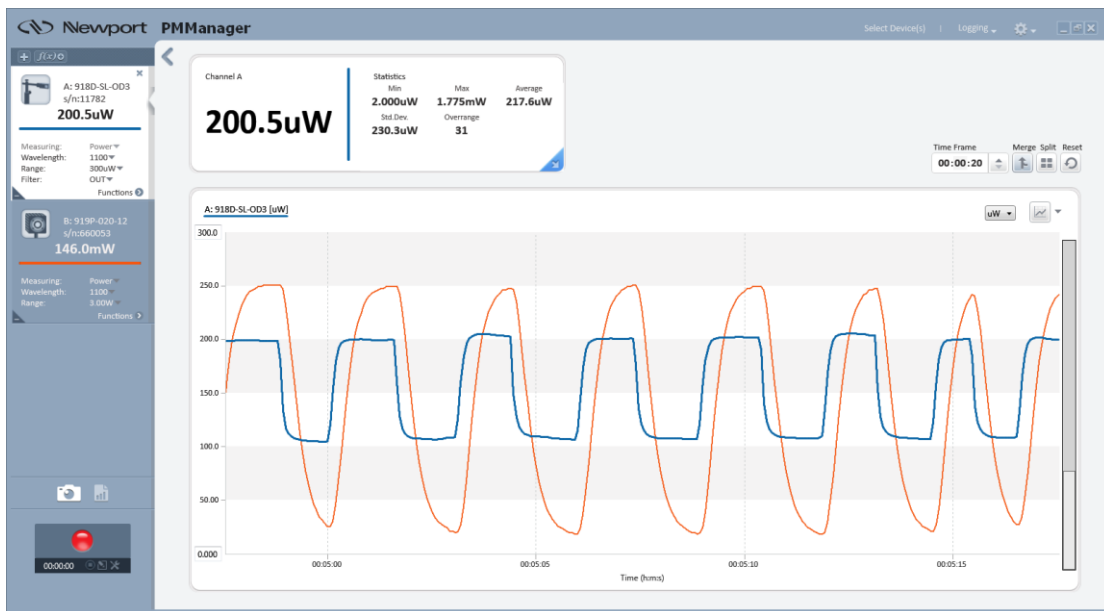 Newport PMManager
Select Device(s) | Logging
f(x)
A: 918D-SL-OD3
s/n:11782
200.5uW
Measuring: Power
Wavelength: 1100
Range: 300uW
Filter: OUT
Functions
B: 919P-020-12
s/n:660053
146.0mW
Measuring: Power
Wavelength: 1100
Range: 3.00W
Functions
00:00:00
Channel A
200.5uW
Statistics
Min Max Average
2.000uW 1.775mW 217.6uW
Std.Dev. Overrange
230.3uW 31
Time Frame Merge Split Reset
00:00:20
A: 918D-SL-OD3 [uW]
uW
300.0
250.0
200.0
150.0
100.0
50.00
0.000
00:05:00 00:05:05 00:05:10 00:05:15
Time (h:m:s)